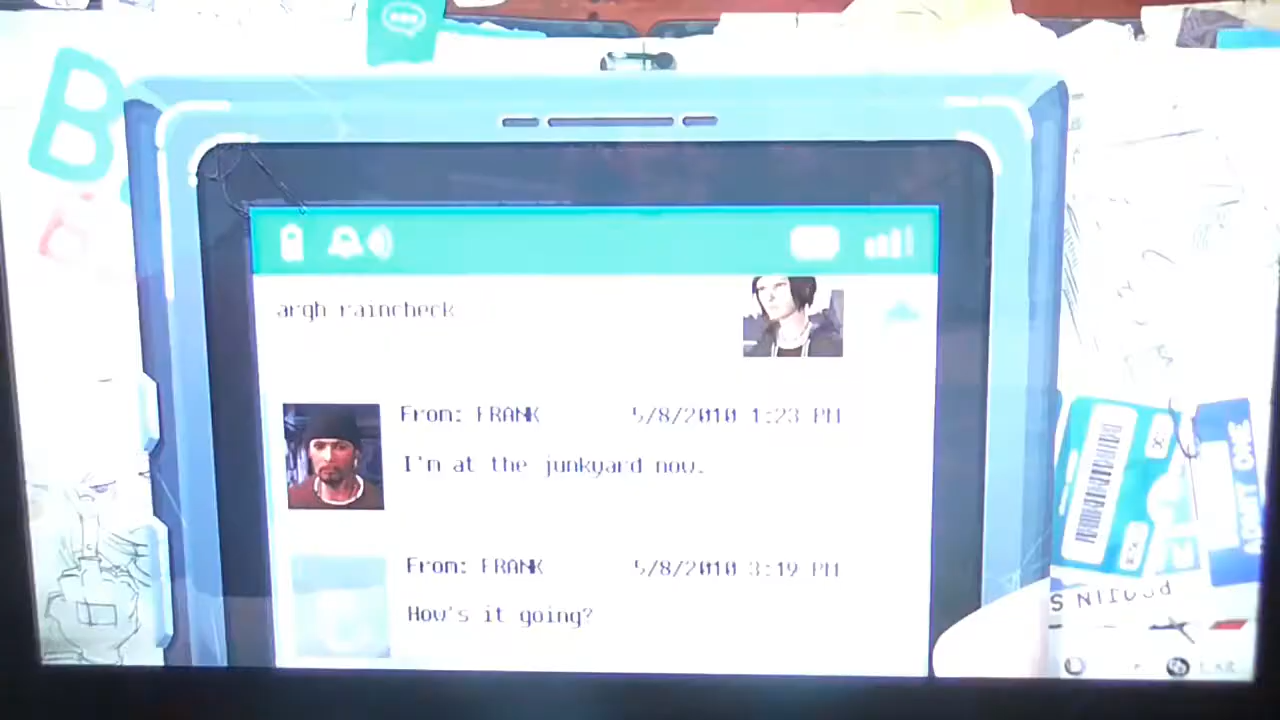 B
argh raincheck
From: FRANK 5/8/2010 1:23 PM
I'm at the junkyard now.
From: FRANK 5/8/2010 3:19 PM
How's it going?